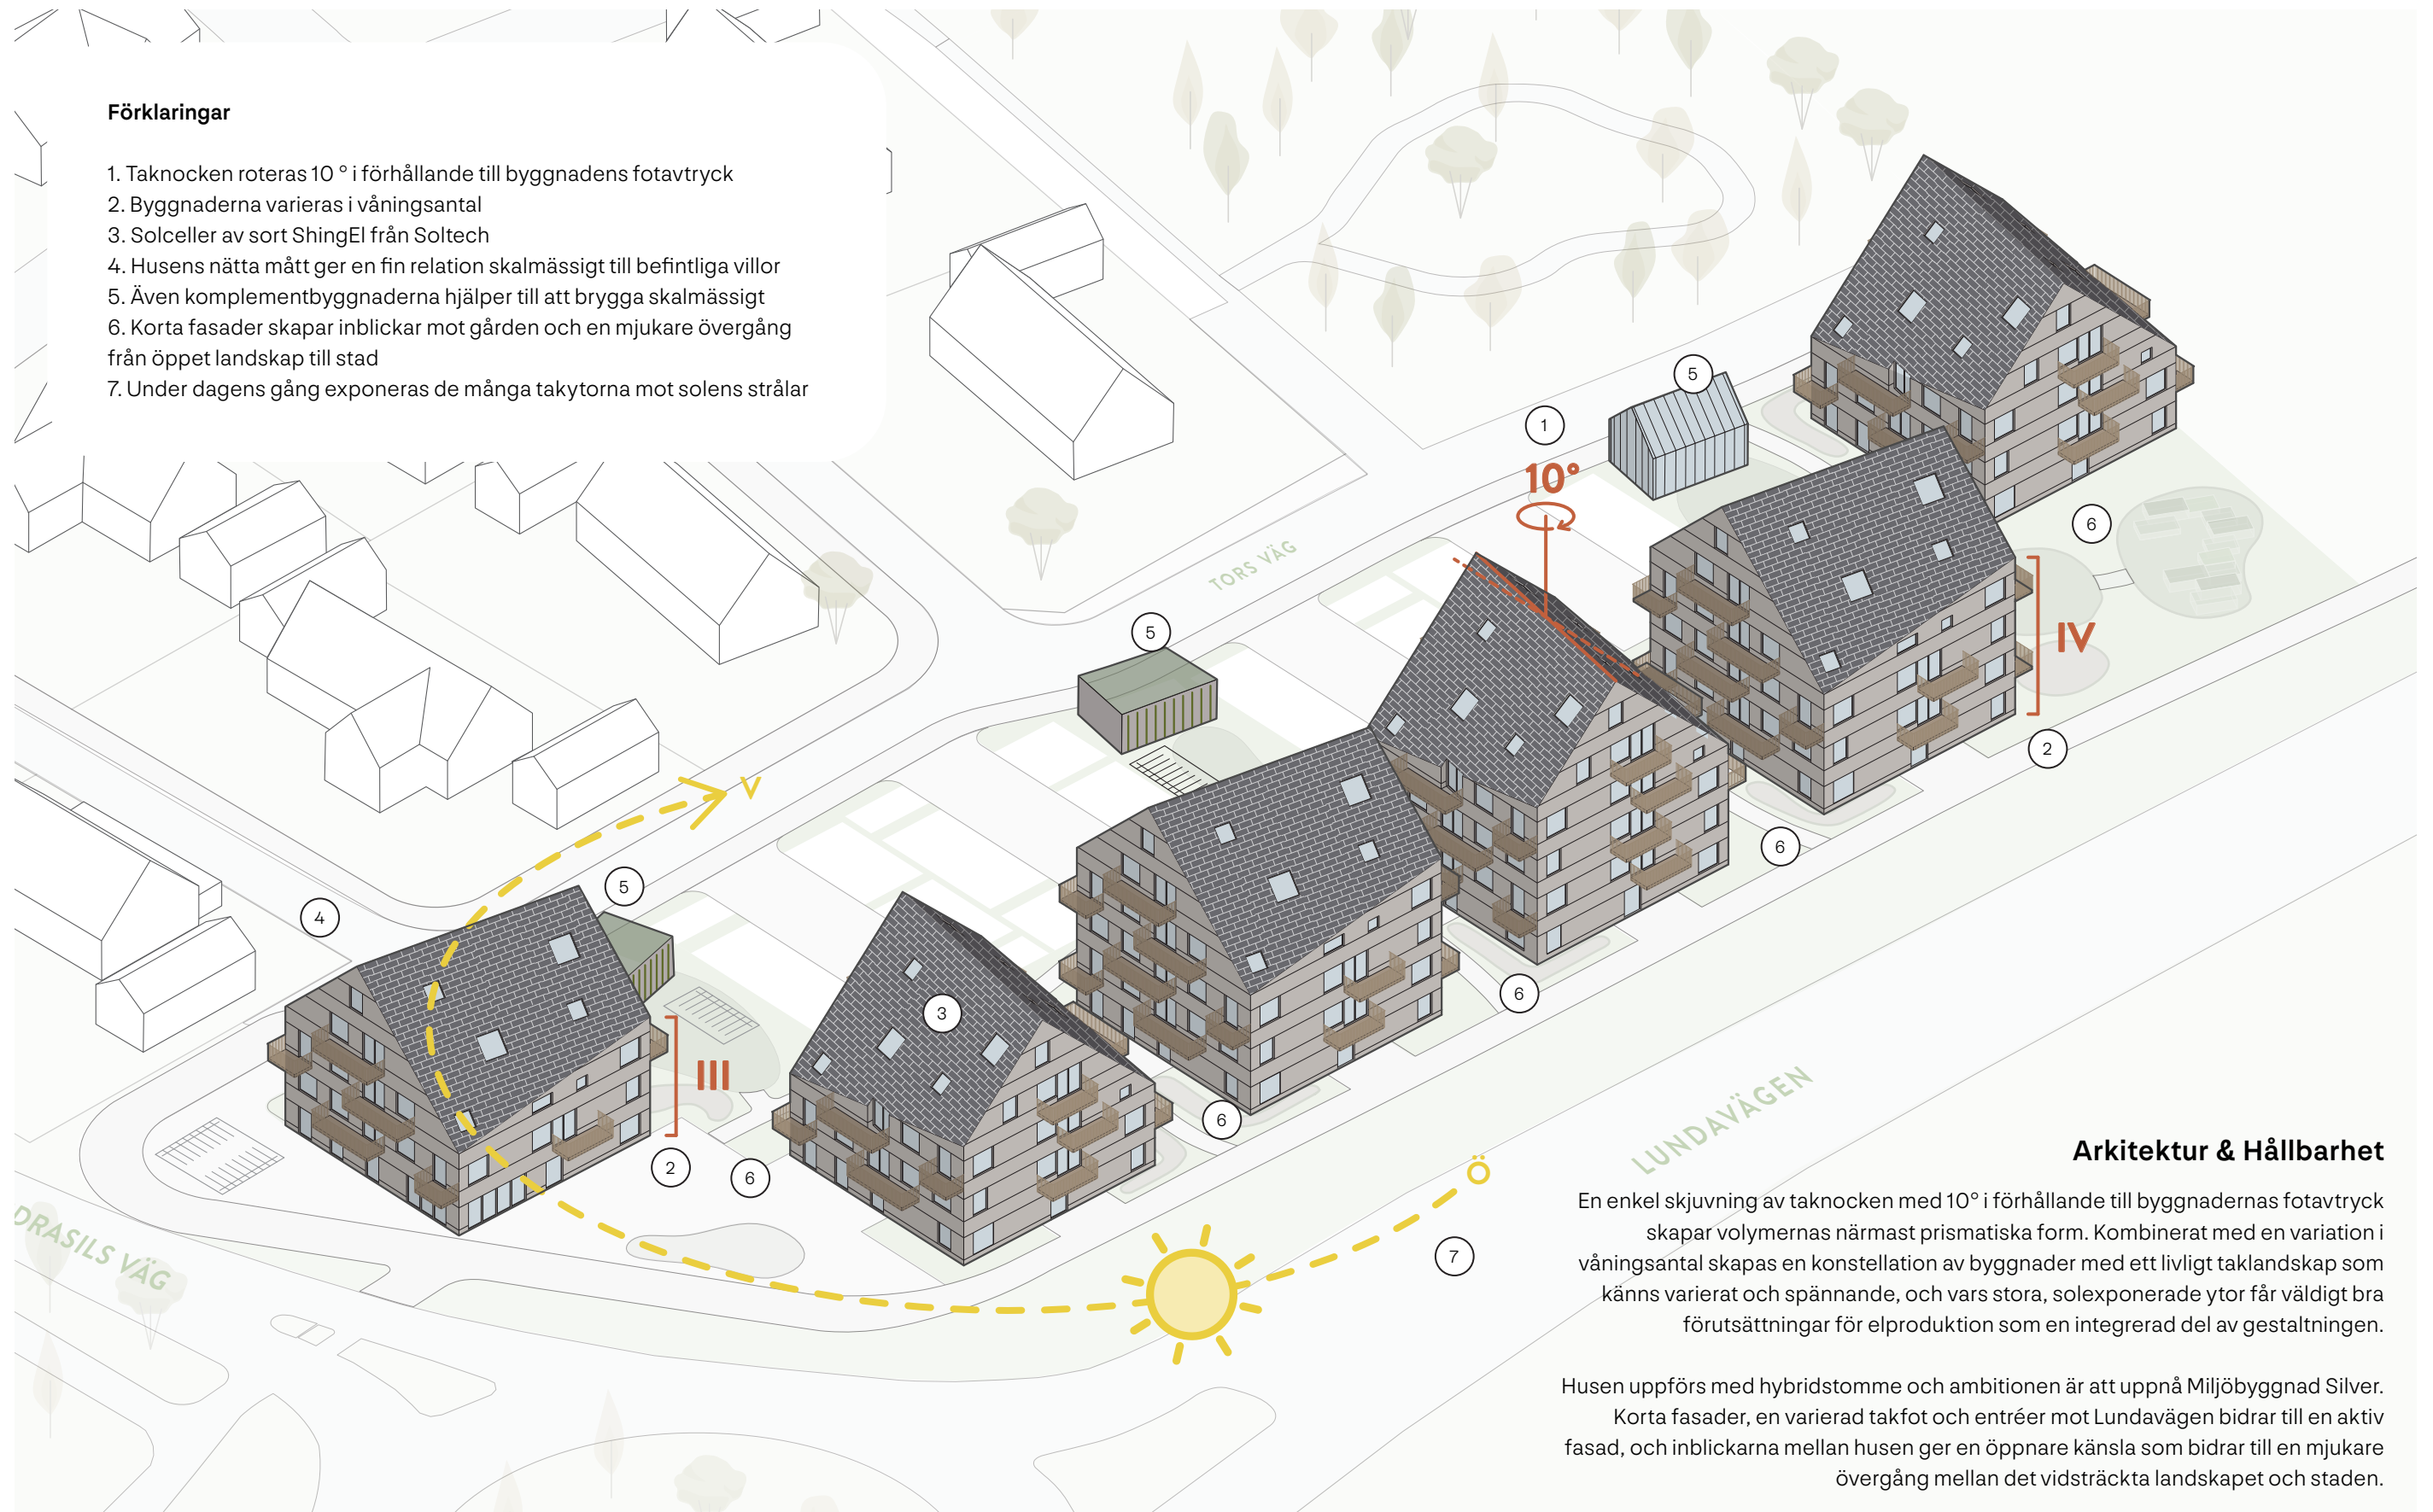 Förklaringar
1. Taknocken roteras 10 ° i förhållande till byggnadens fotavtryck
2. Byggnaderna varieras i våningsantal
3. Solceller av sort ShingEl från Soltech
4. Husens nätta mått ger en fin relation skalmässigt till befintliga villor
5. Även komplementbyggnaderna hjälper till att brygga skalmässigt
6. Korta fasader skapar inblickar mot gården och en mjukare övergång
från öppet landskap till stad
7. Under dagens gång exponeras de många takytorna mot solens strålar
5
1
10°
6
TORS VÄG
5
IV
2
V
6
5
4
6
3
III
6
2
6
LUNDAVÄGEN
Ö
7
DRASILS VÄG
Arkitektur & Hållbarhet
En enkel skjuvning av taknocken med 10° i förhållande till byggnadernas fotavtryck
skapar volymernas närmast prismatiska form. Kombinerat med en variation i
våningsantal skapas en konstellation av byggnader med ett livligt taklandskap som
känns varierat och spännande, och vars stora, solexponerade ytor får väldigt bra
förutsättningar för elproduktion som en integrerad del av gestaltningen.
Husen uppförs med hybridstomme och ambitionen är att uppnå Miljöbyggnad Silver.
Korta fasader, en varierad takfot och entréer mot Lundavägen bidrar till en aktiv
fasad, och inblickarna mellan husen ger en öppnare känsla som bidrar till en mjukare
övergång mellan det vidsträckta landskapet och staden.